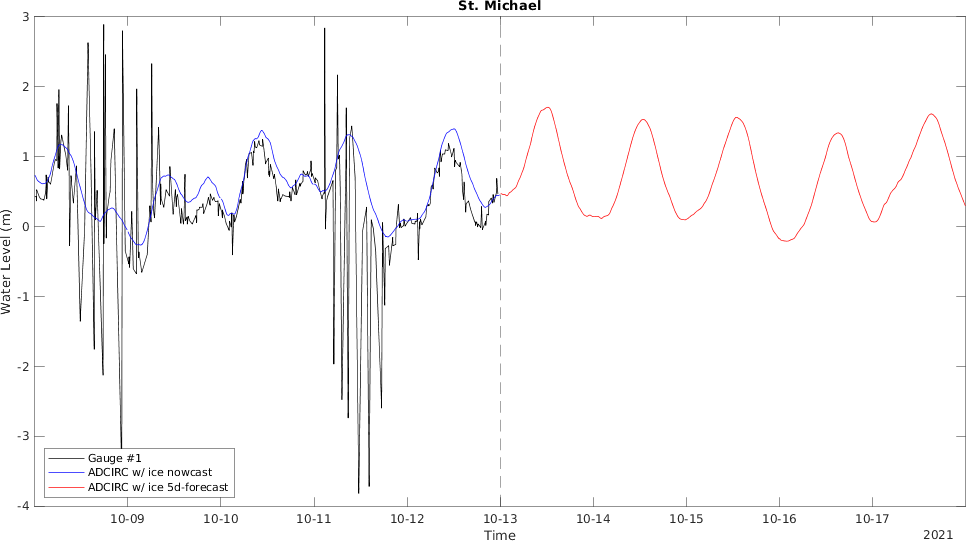 St. Michael
Water Level (m)
3
2
1
0
-1
-2
-3
-4
Gauge #1
ADCIRC w/ ice nowcast
ADCIRC w/ ice 5d-forecast
10-09 10-10 10-11 10-12 10-13 10-14 10-15 10-16 10-17
Time
2021